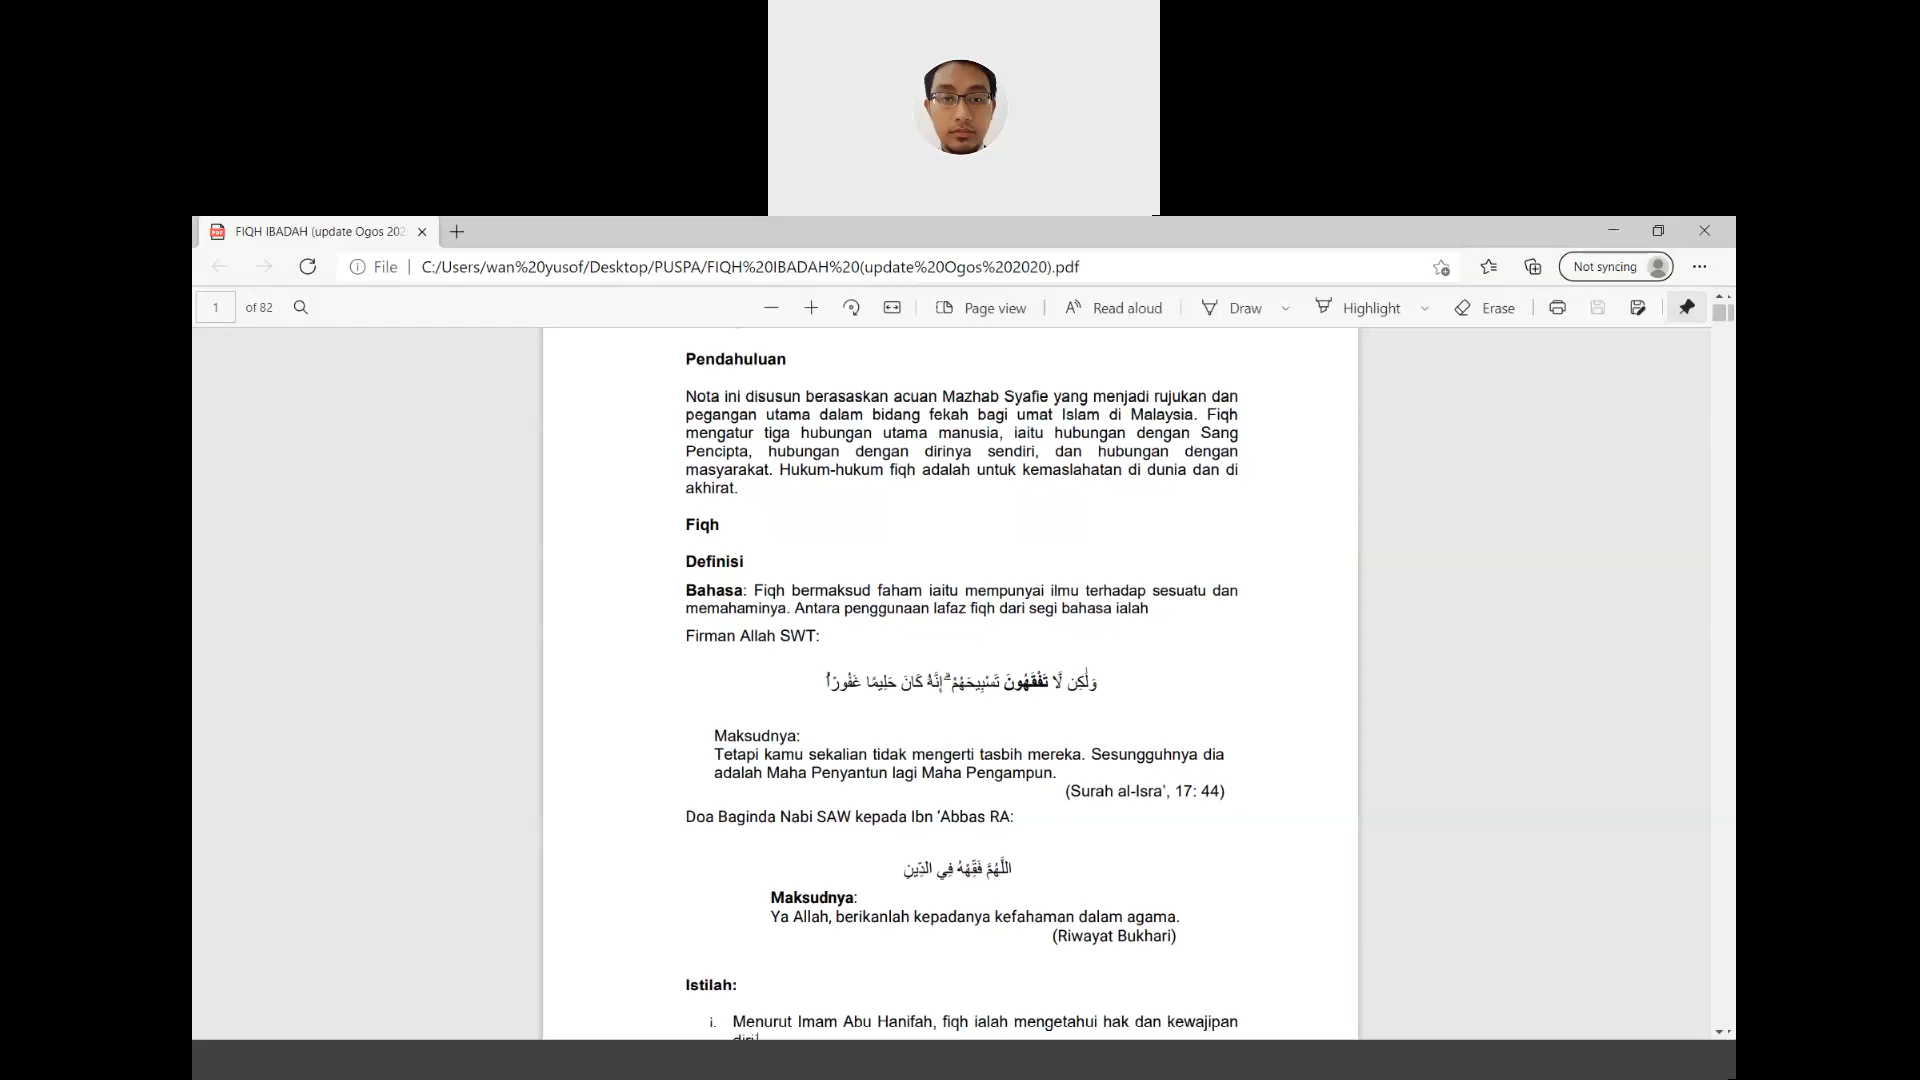 FIQH IBADAH (update Ogos 202
File
C:/Users/wan%20yusof/Desktop/PUSPA/FIQH%20IBADAH%20(update%20Ogos%202020).pdf
Not syncing
1 of 82
Page view
Read aloud
Draw
Highlight
Erase
Pendahuluan
Nota ini disusun berasaskan acuan Mazhab Syafie yang menjadi rujukan dan
pegangan utama dalam bidang fekah bagi umat Islam di Malaysia. Fiqh
mengatur tiga hubungan utama manusia, iaitu hubungan dengan Sang
Pencipta, hubungan dengan dirinya sendiri, dan hubungan dengan
masyarakat. Hukum-hukum fiqh adalah untuk kemaslahatan di dunia dan di
akhirat.
Fiqh
Definisi
Bahasa: Fiqh bermaksud faham iaitu mempunyai ilmu terhadap sesuatu dan
memahaminya. Antara penggunaan lafaz fiqh dari segi bahasa ialah
Firman Allah SWT:
وَلَٰكِن لَّا تَفْقَهُونَ تَسْبِيحَهُمْ ۗ إِنَّهُ كَانَ حَلِيمًا غَفُورًا
Maksudnya:
Tetapi kamu sekalian tidak mengerti tasbih mereka. Sesungguhnya dia
adalah Maha Penyantun lagi Maha Pengampun.
(Surah al-Isra’, 17: 44)
Doa Baginda Nabi SAW kepada Ibn ‘Abbas RA:
اللَّهُمَّ فَقِّهْهُ فِي الدِّينِ
Maksudnya:
Ya Allah, berikanlah kepadanya kefahaman dalam agama.
(Riwayat Bukhari)
Istilah:
i. Menurut Imam Abu Hanifah, fiqh ialah mengetahui hak dan kewajipan